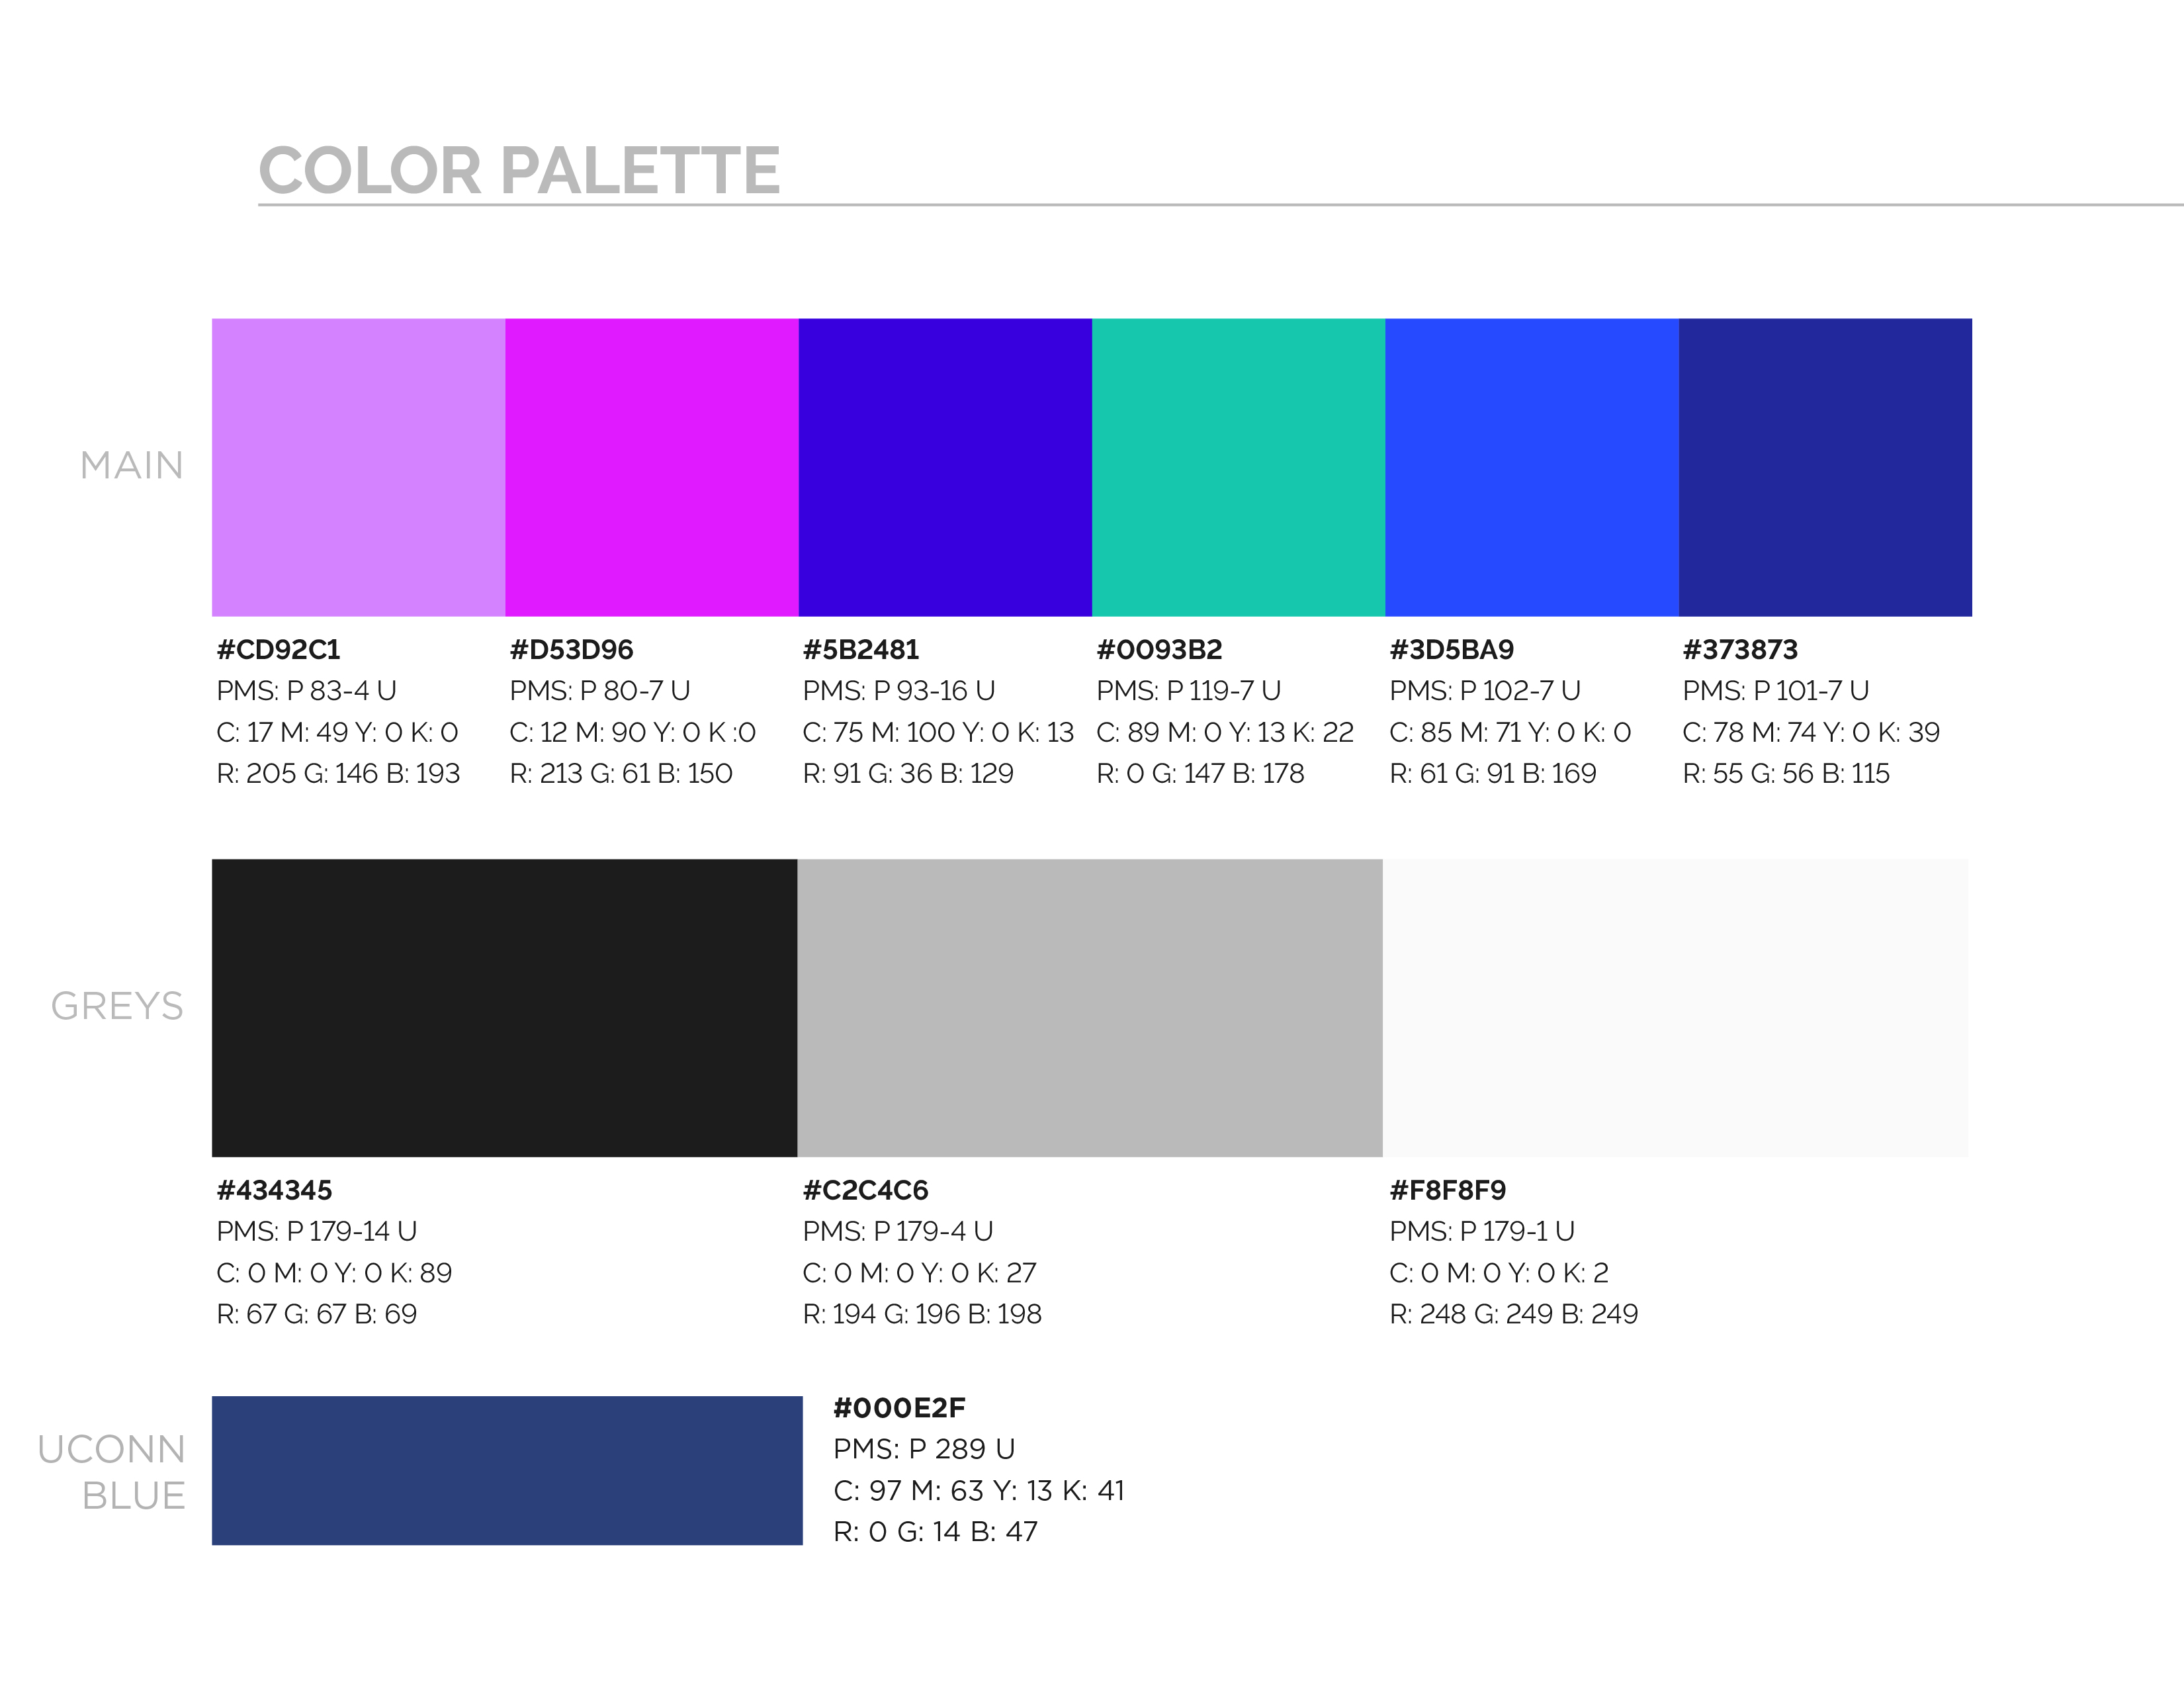 COLOR PALETTE
MAIN
#CD92C1
PMS: P 83-4 U
C: 17 M: 49 Y: 0 K: 0
R: 205 G: 146 B: 193
#D53D96
PMS: P 80-7 U
C: 12 M: 90 Y: 0 K :0
R: 213 G: 61 B: 150
#5B2481
PMS: P 93-16 U
C: 75 M: 100 Y: 0 K: 13
R: 91 G: 36 B: 129
#0093B2
PMS: P 119-7 U
C: 89 M: 0 Y: 13 K: 22
R: 0 G: 147 B: 178
#3D5BA9
PMS: P 102-7 U
C: 85 M: 71 Y: 0 K: 0
R: 61 G: 91 B: 169
#373873
PMS: P 101-7 U
C: 78 M: 74 Y: 0 K: 39
R: 55 G: 56 B: 115
GREYS
#434345
PMS: P 179-14 U
C: 0 M: 0 Y: 0 K: 89
R: 67 G: 67 B: 69
#C2C4C6
PMS: P 179-4 U
C: 0 M: 0 Y: 0 K: 27
R: 194 G: 196 B: 198
#F8F8F9
PMS: P 179-1 U
C: 0 M: 0 Y: 0 K: 2
R: 248 G: 249 B: 249
UCONN
BLUE
#000E2F
PMS: P 289 U
C: 97 M: 63 Y: 13 K: 41
R: 0 G: 14 B: 47